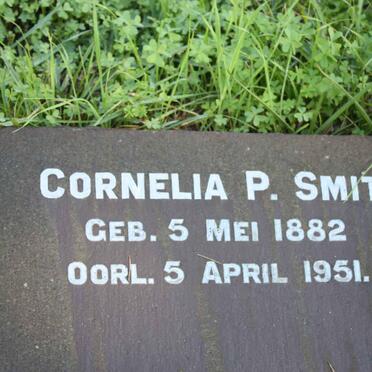 CORNELIA P. SMIT
GEB. 5 MEI 1882
OORL. 5 APRIL 1951.